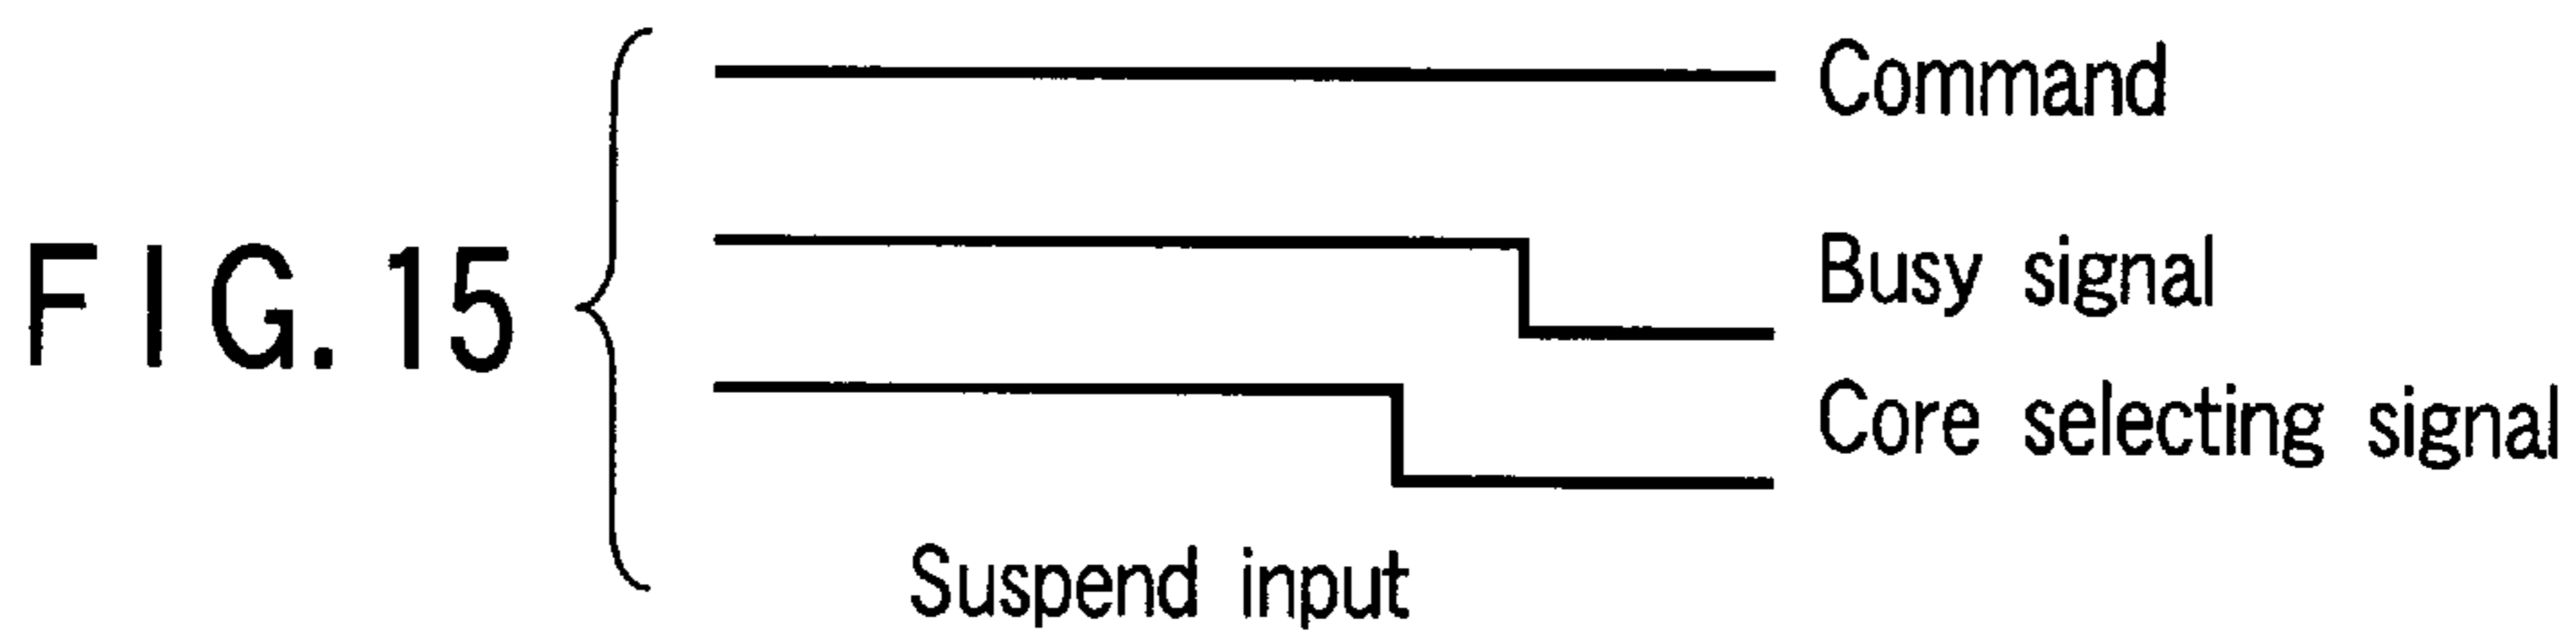 FIG. 15
Command
Busy signal
Core selecting signal
Suspend input